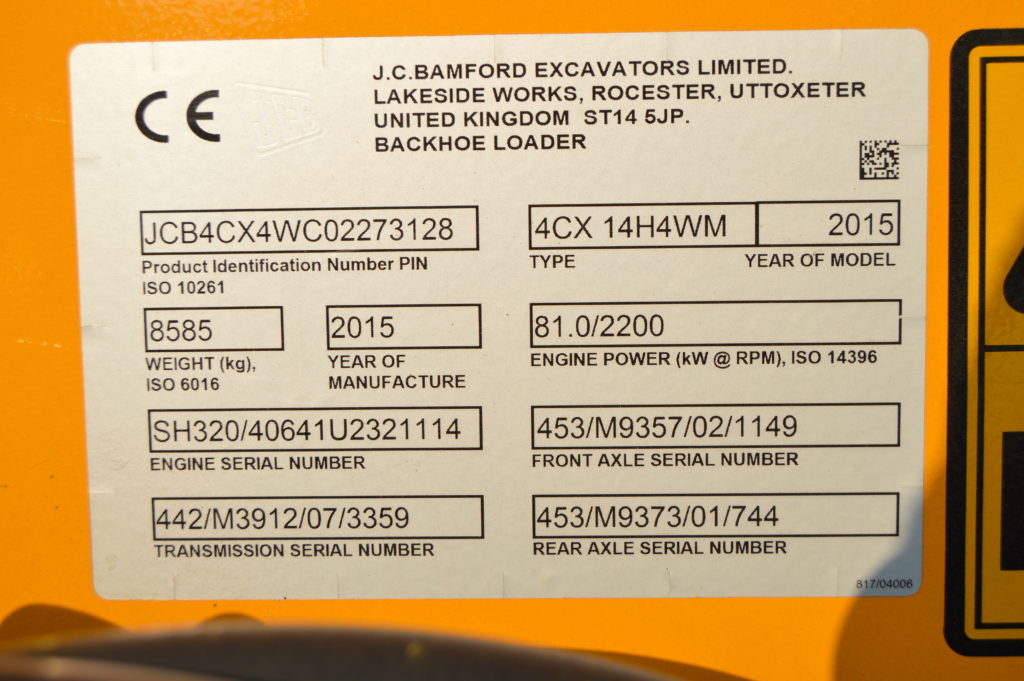 CE JCB
J.C.BAMFORD EXCAVATORS LIMITED.
LAKESIDE WORKS, ROCESTER, UTTOXETER
UNITED KINGDOM ST14 5JP.
BACKHOE LOADER
JCB4CX4WC02273128
Product Identification Number PIN
ISO 10261
4CX 14H4WM 2015
TYPE YEAR OF MODEL
8585
WEIGHT (kg),
ISO 6016
2015
YEAR OF
MANUFACTURE
81.0/2200
ENGINE POWER (kW @ RPM), ISO 14396
SH320/40641U2321114
ENGINE SERIAL NUMBER
453/M9357/02/1149
FRONT AXLE SERIAL NUMBER
442/M3912/07/3359
TRANSMISSION SERIAL NUMBER
453/M9373/01/744
REAR AXLE SERIAL NUMBER
817/04006